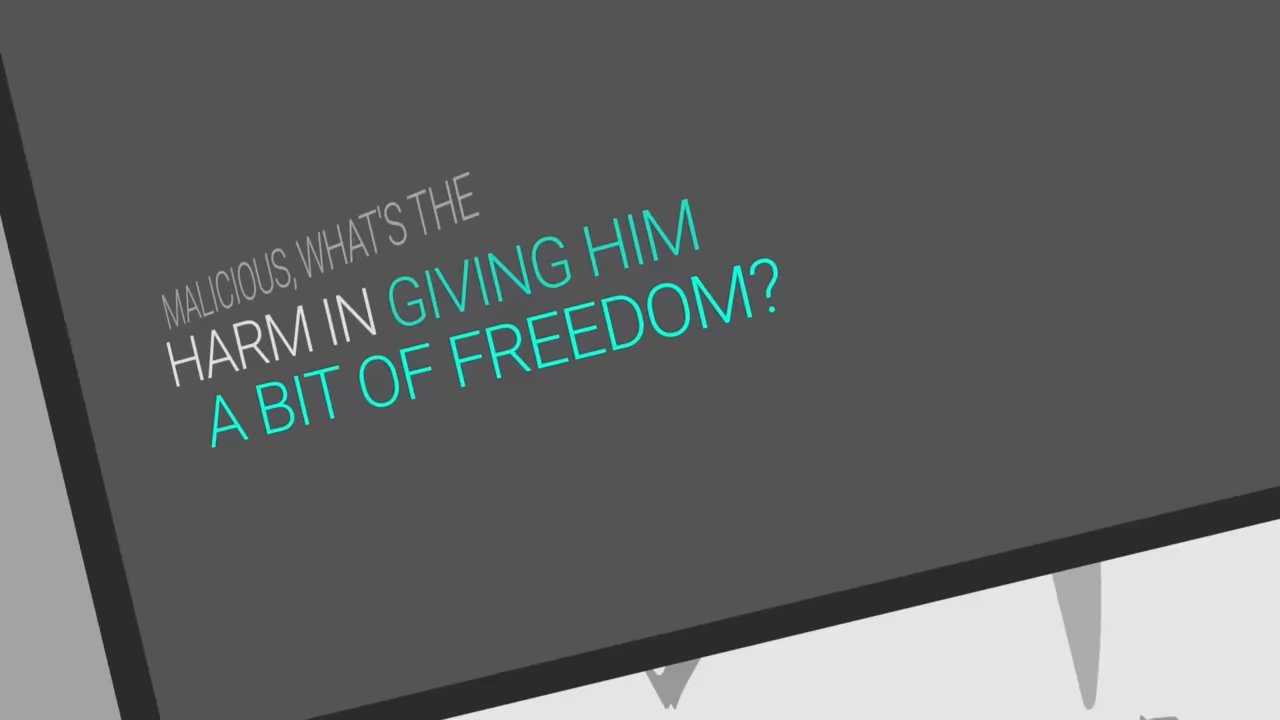 MALICIOUS, WHAT'S THE
HARM IN GIVING HIM
A BIT OF FREEDOM?